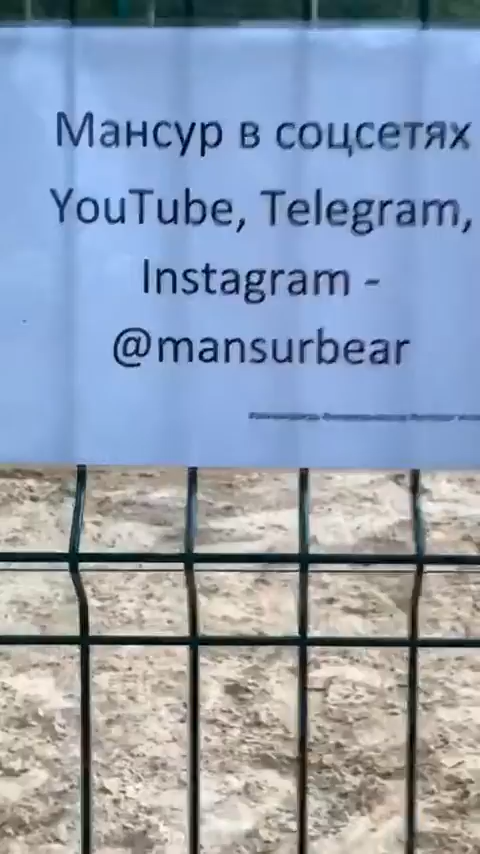 Мансур в соцсетях
YouTube, Telegram,
Instagram -
@mansurbear